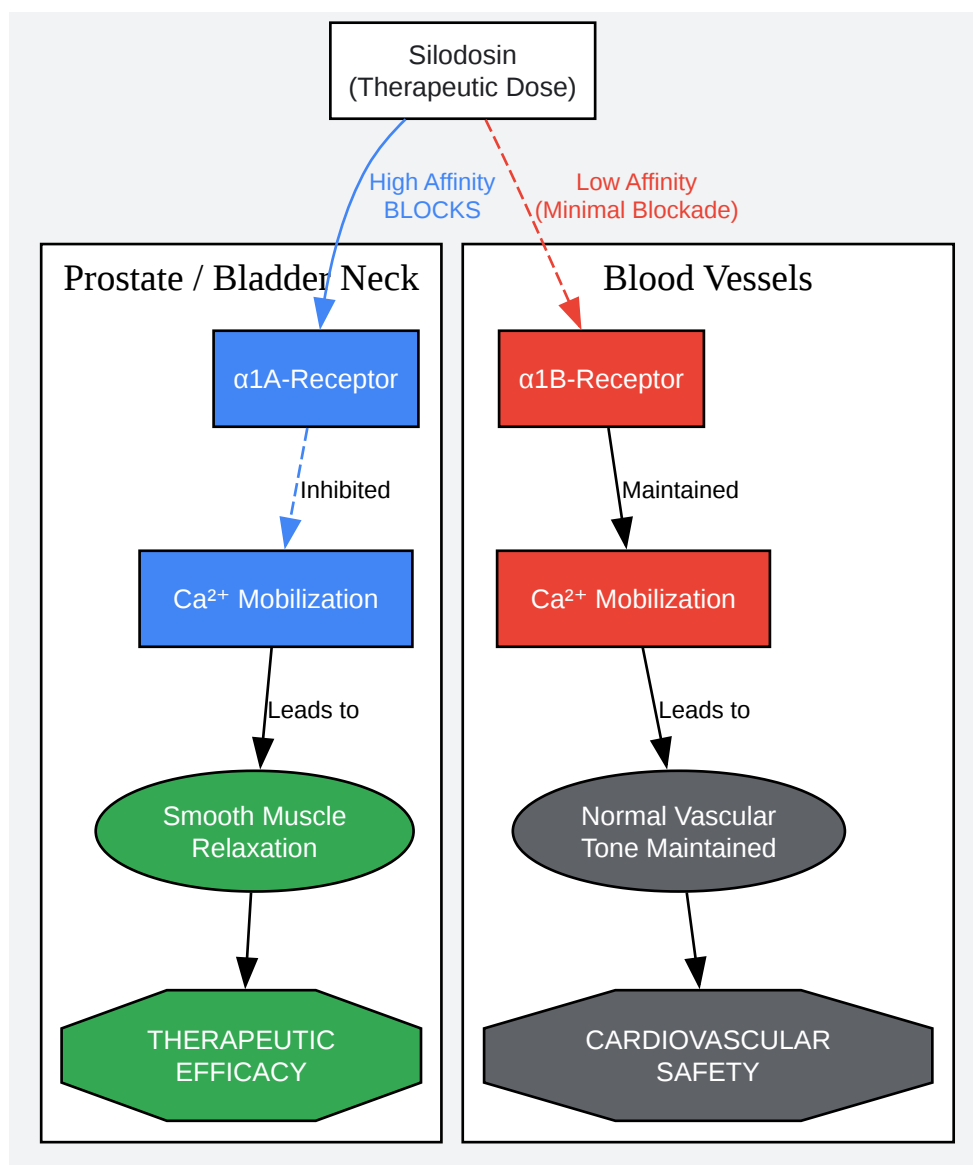 Silodosin
(Therapeutic Dose)
High Affinity
BLOCKS
Low Affinity
(Minimal Blockade)
Prostate / Bladder Neck
α1A-Receptor
Inhibited
Ca²⁺ Mobilization
Leads to
Smooth Muscle
Relaxation
THERAPEUTIC
EFFICACY
Blood Vessels
α1B-Receptor
Maintained
Ca²⁺ Mobilization
Leads to
Normal Vascular
Tone Maintained
CARDIOVASCULAR
SAFETY